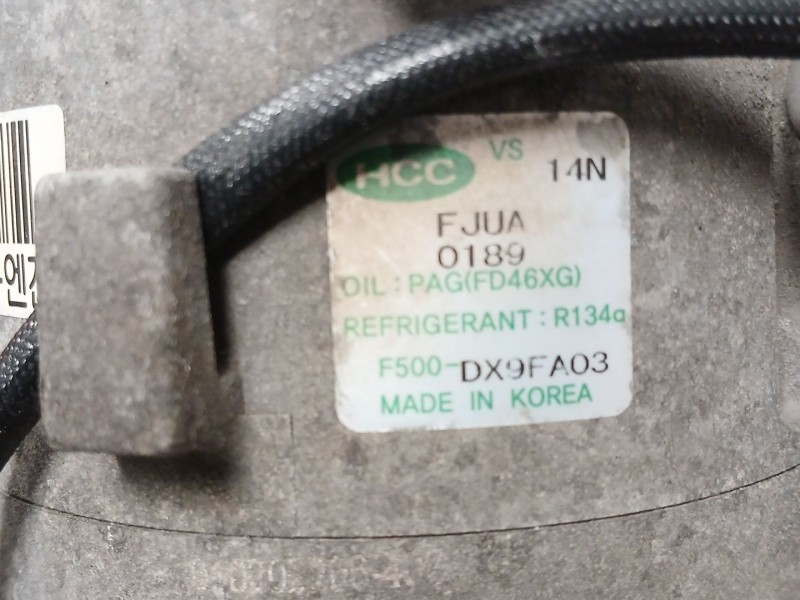 HCC VS 14N
FJUA
0189
OIL : PAG(FD46XG)
REFRIGERANT : R134a
F500-DX9FA03
MADE IN KOREA